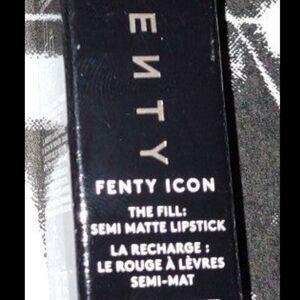 ENTY
FENTY ICON
THE FILL:
SEMI MATTE LIPSTICK
LA RECHARGE :
LE ROUGE À LÈVRES
SEMI-MAT